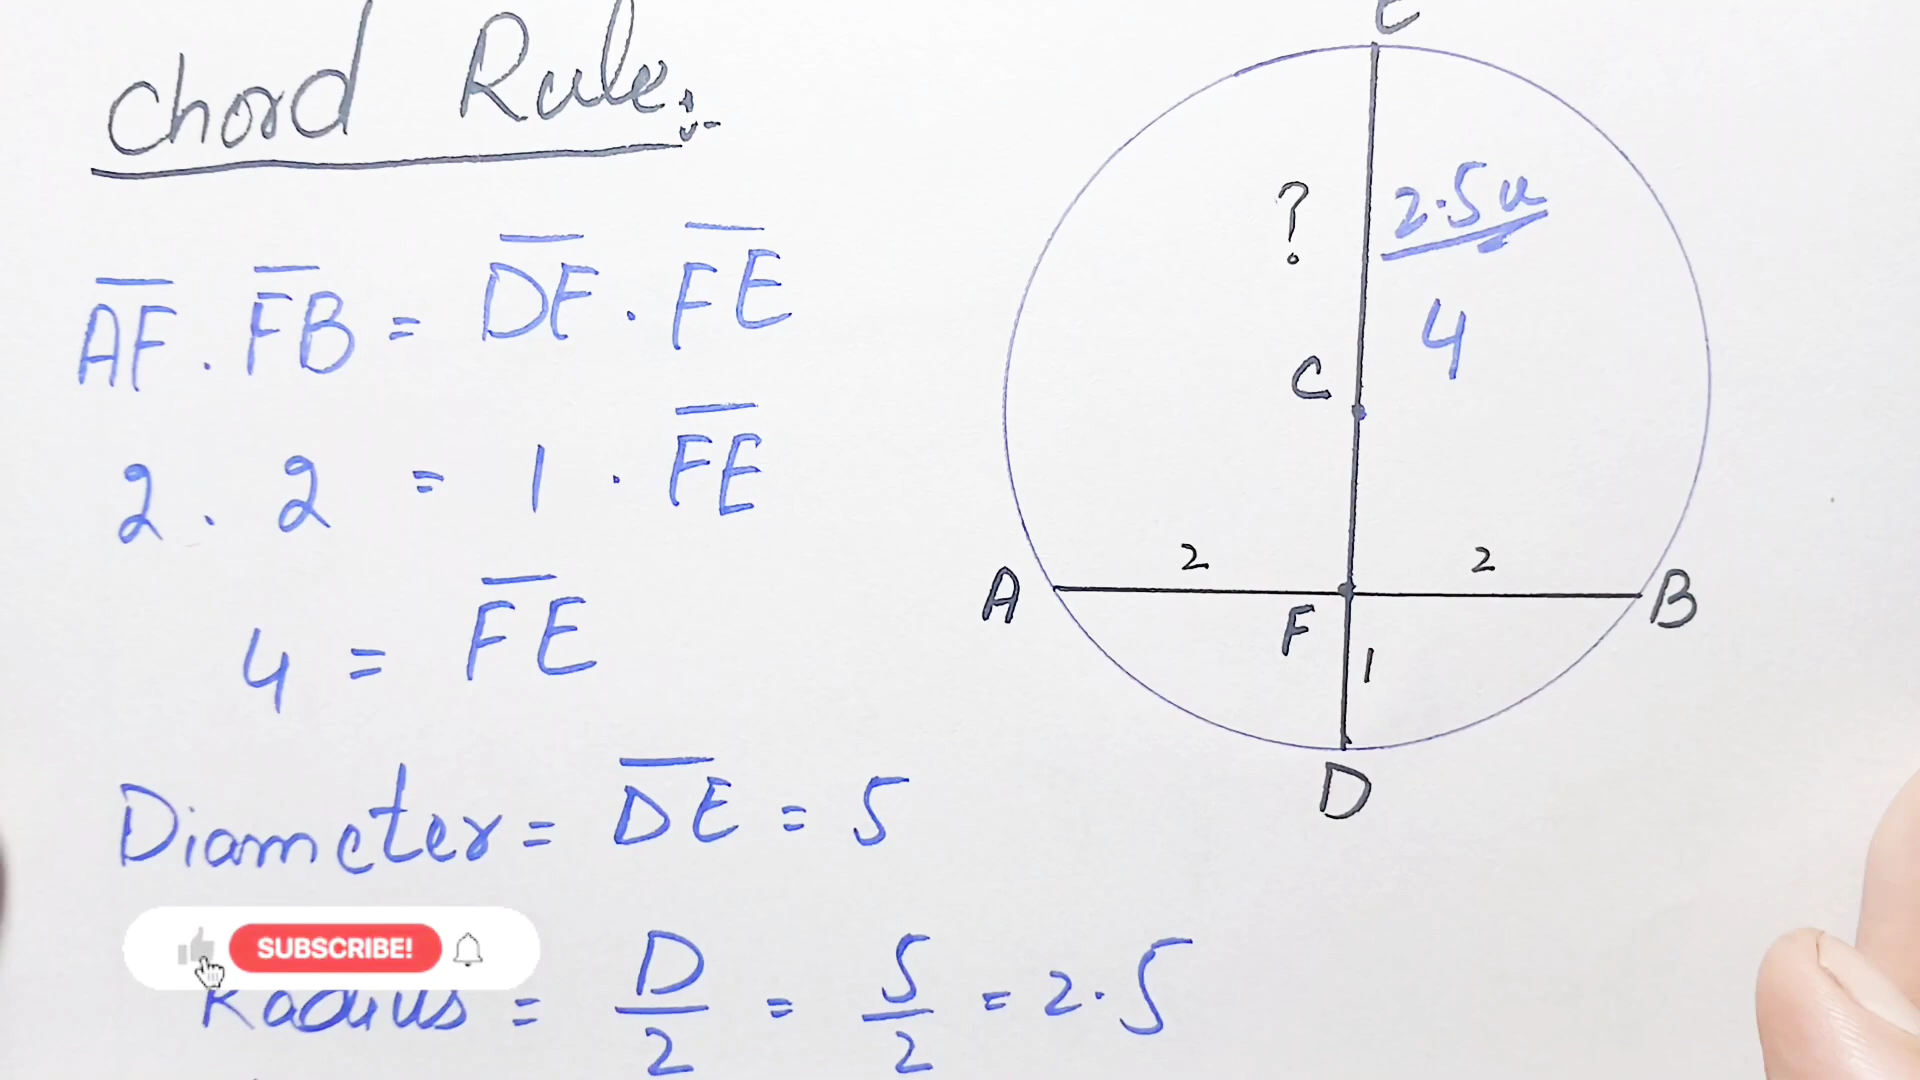 Chord Rule:-
AF . FB = DF . FE
2 . 2 = 1 . FE
4 = FE
Diameter = DE = 5
SUBSCRIBE!
Radius = D/2 = 5/2 = 2.5
E
?
2.5u
4
C
2
2
A
B
F
1
D